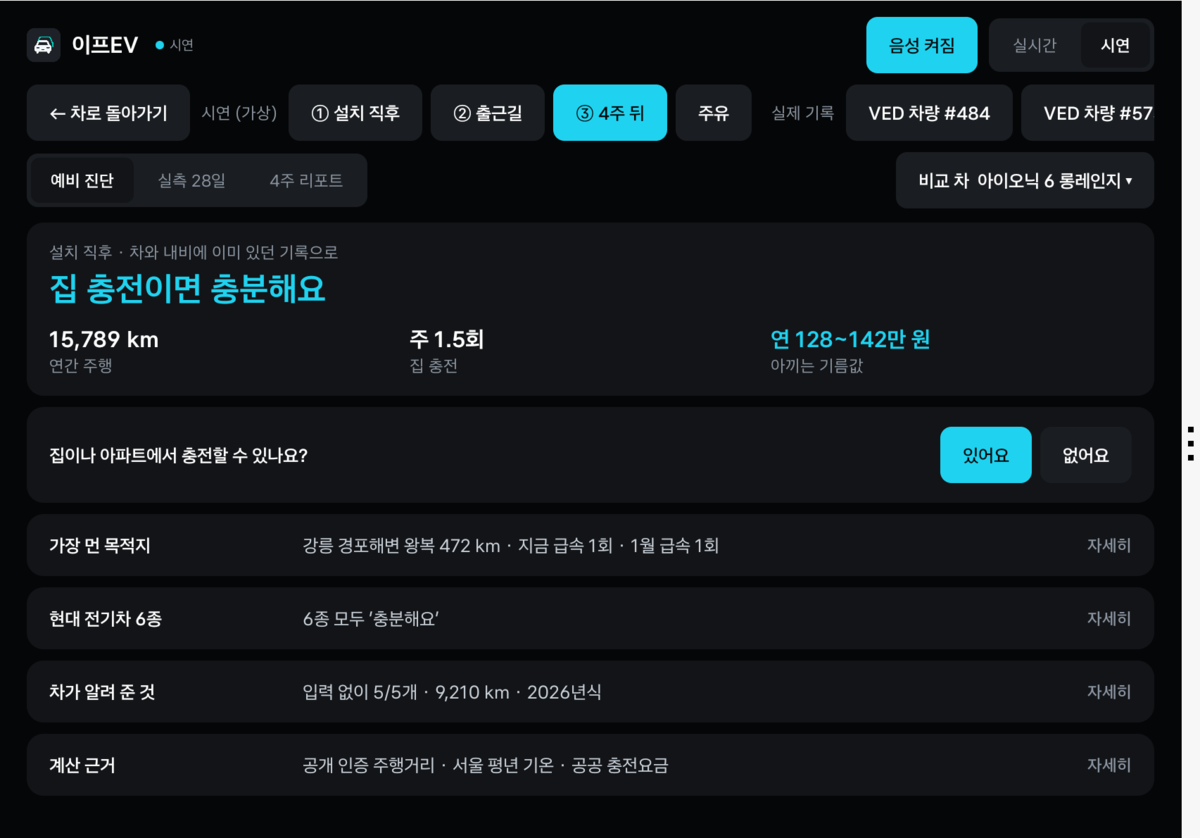 이프EV
시연
음성 켜짐
실시간
시연
← 차로 돌아가기
시연 (가상)
① 설치 직후
② 출근길
③ 4주 뒤
주유
실제 기록
VED 차량 #484
VED 차량 #57
예비 진단
실측 28일
4주 리포트
비교 차 아이오닉 6 롱레인지 ▾
설치 직후 · 차와 내비에 이미 있던 기록으로
집 충전이면 충분해요
15,789 km
연간 주행
주 1.5회
집 충전
연 128~142만 원
아끼는 기름값
집이나 아파트에서 충전할 수 있나요?
있어요
없어요
가장 먼 목적지
강릉 경포해변 왕복 472 km · 지금 급속 1회 · 1월 급속 1회
자세히
현대 전기차 6종
6종 모두 ‘충분해요’
자세히
차가 알려 준 것
입력 없이 5/5개 · 9,210 km · 2026년식
자세히
계산 근거
공개 인증 주행거리 · 서울 평년 기온 · 공공 충전요금
자세히